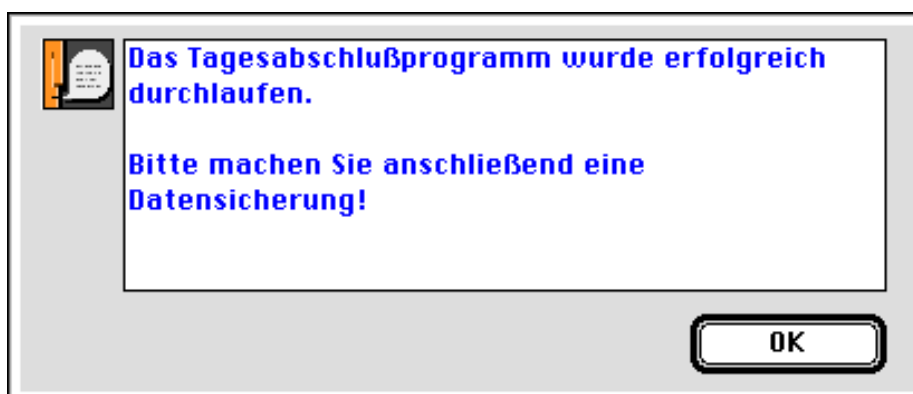 Das Tagesabschlußprogramm wurde erfolgreich
durchlaufen.
Bitte machen Sie anschließend eine
Datensicherung!
OK